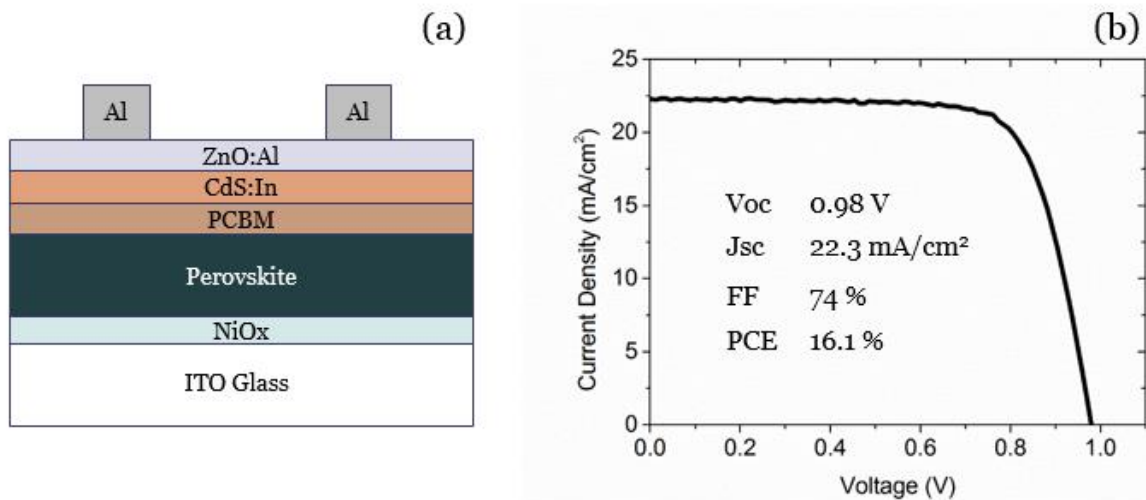 (a)
Al Al
ZnO:Al
CdS:In
PCBM
Perovskite
NiOx
ITO Glass
(b)
25
20
15
10
5
0
Current Density (mA/cm²)
Voc 0.98 V
Jsc 22.3 mA/cm²
FF 74 %
PCE 16.1 %
0.0 0.2 0.4 0.6 0.8 1.0
Voltage (V)